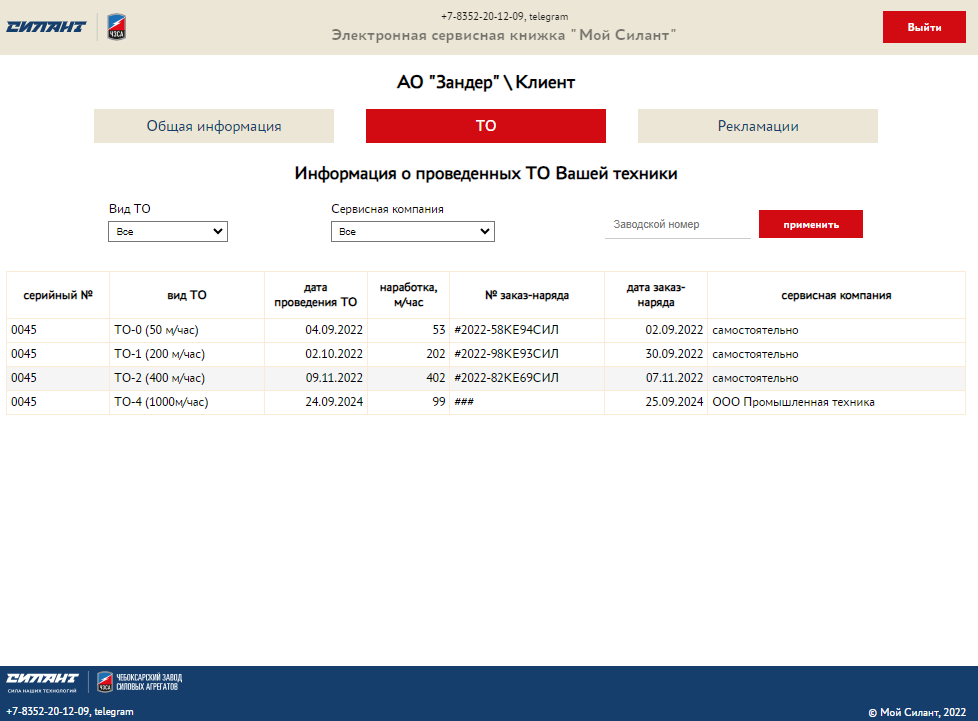 СИЛАНТ
ЧЗСА
+7-8352-20-12-09, telegram
Электронная сервисная книжка "Мой Силант"
Выйти
АО "Зандер" \ Клиент
Общая информация
ТО
Рекламации
Информация о проведенных ТО Вашей техники
Вид ТО
Все
Сервисная компания
Все
Заводской номер
применить
серийный № вид ТО дата проведения ТО наработка, м/час № заказ-наряда дата заказ-наряда сервисная компания
0045 ТО-0 (50 м/час) 04.09.2022 53 #2022-58КЕ94СИЛ 02.09.2022 самостоятельно
0045 ТО-1 (200 м/час) 02.10.2022 202 #2022-98КЕ93СИЛ 30.09.2022 самостоятельно
0045 ТО-2 (400 м/час) 09.11.2022 402 #2022-82КЕ69СИЛ 07.11.2022 самостоятельно
0045 ТО-4 (1000м/час) 24.09.2024 99 ### 25.09.2024 ООО Промышленная техника
СИЛАНТ
СИЛА НАШИХ ТЕХНОЛОГИЙ
ЧЗСА
ЧЕБОКСАРСКИЙ ЗАВОД
СИЛОВЫХ АГРЕГАТОВ
+7-8352-20-12-09, telegram
© Мой Силант, 2022